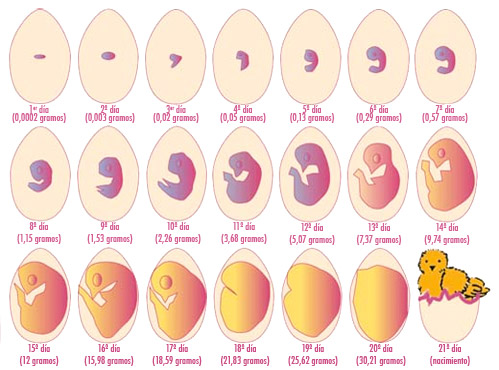 1er día
(0,0002 gramos)
2º día
(0,003 gramos)
3er día
(0,02 gramos)
4º día
(0,05 gramos)
5º día
(0,13 gramos)
6º día
(0,29 gramos)
7º día
(0,57 gramos)
8º día
(1,15 gramos)
9º día
(1,53 gramos)
10º día
(2,26 gramos)
11º día
(3,68 gramos)
12º día
(5,07 gramos)
13º día
(7,37 gramos)
14º día
(9,74 gramos)
15º día
(12 gramos)
16º día
(15,98 gramos)
17º día
(18,59 gramos)
18º día
(21,83 gramos)
19º día
(25,62 gramos)
20º día
(30,21 gramos)
21º día
(nacimiento)